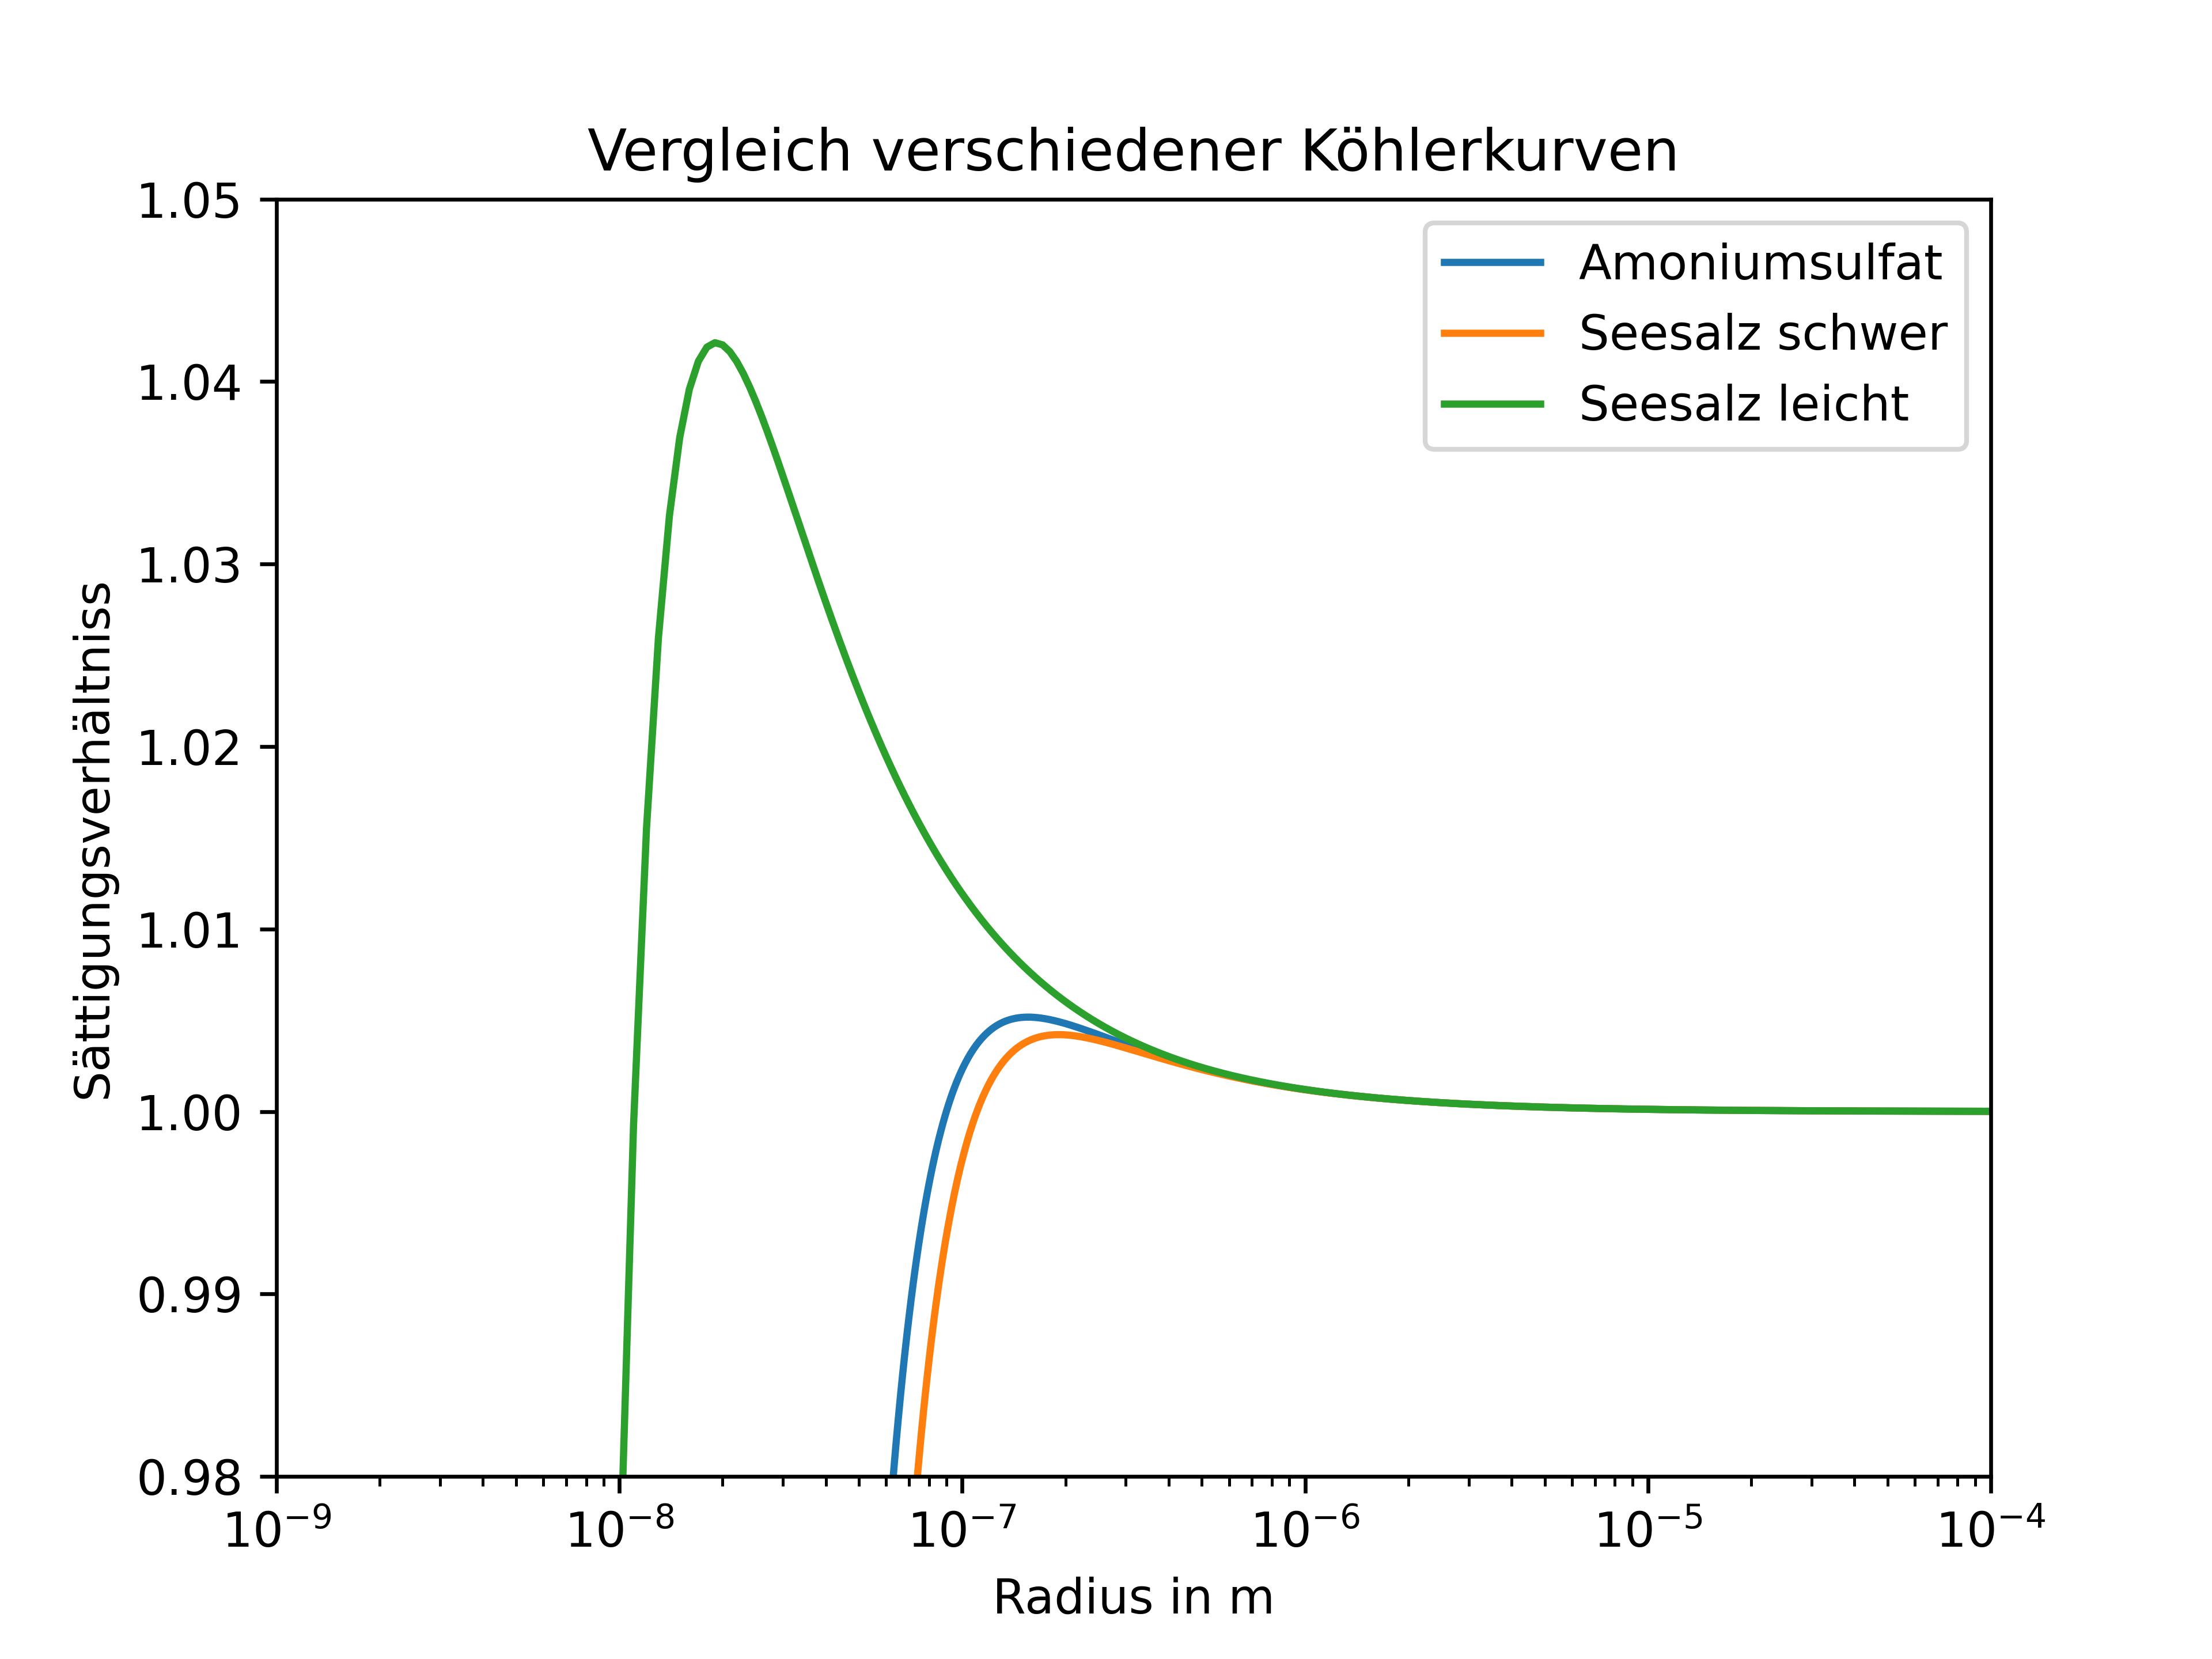 Vergleich verschiedener Köhlerkurven
1.05
1.04
1.03
1.02
1.01
1.00
0.99
0.98
Sättigungsverhältniss
Amoniumsulfat
Seesalz schwer
Seesalz leicht
10⁻⁹ 10⁻⁸ 10⁻⁷ 10⁻⁶ 10⁻⁵ 10⁻⁴
Radius in m